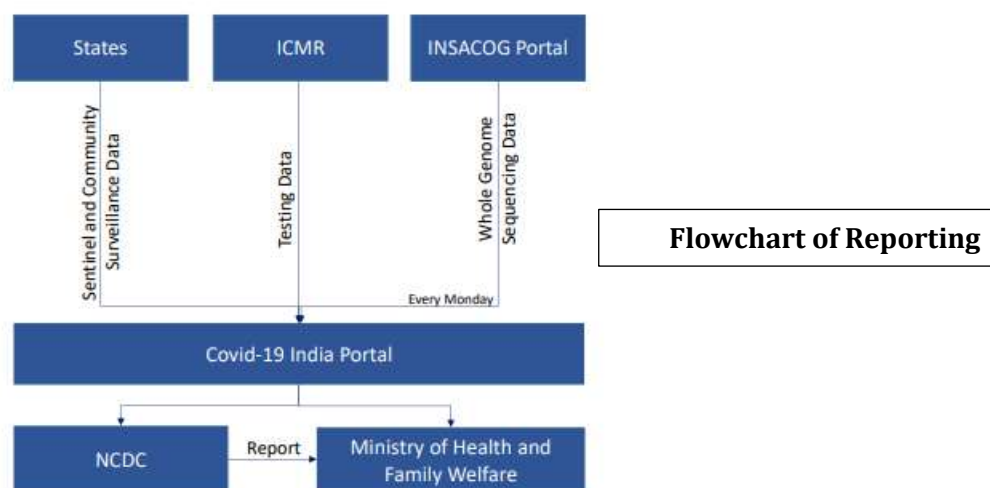 States
ICMR
INSACOG Portal
Sentinel and Community
Surveillance Data
Testing Data
Whole Genome
Sequencing Data
Flowchart of Reporting
Every Monday
Covid-19 India Portal
NCDC
Report
Ministry of Health and
Family Welfare